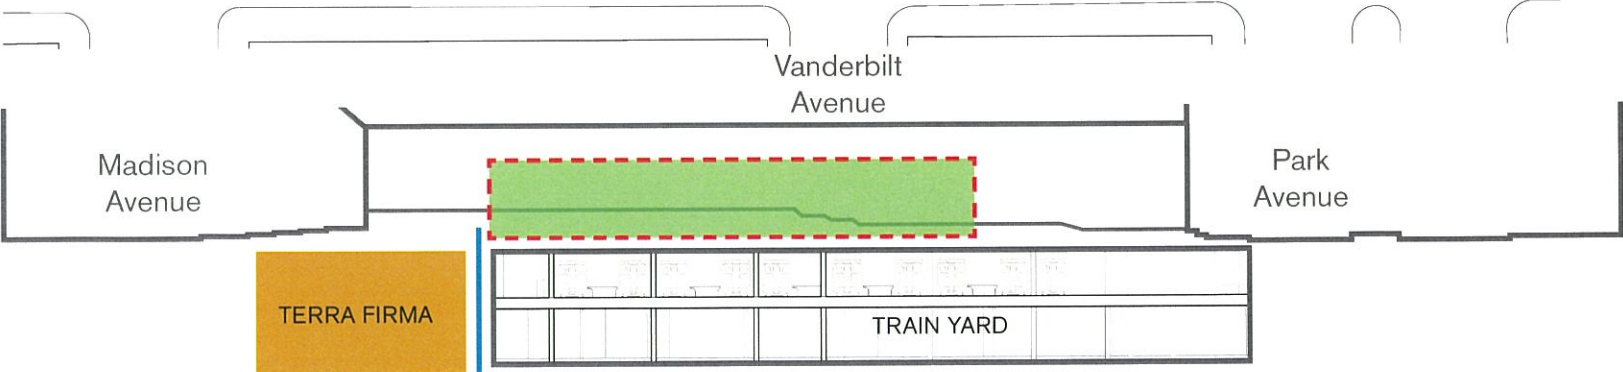 Vanderbilt
Avenue
Madison
Avenue
Park
Avenue
TERRA FIRMA
TRAIN YARD